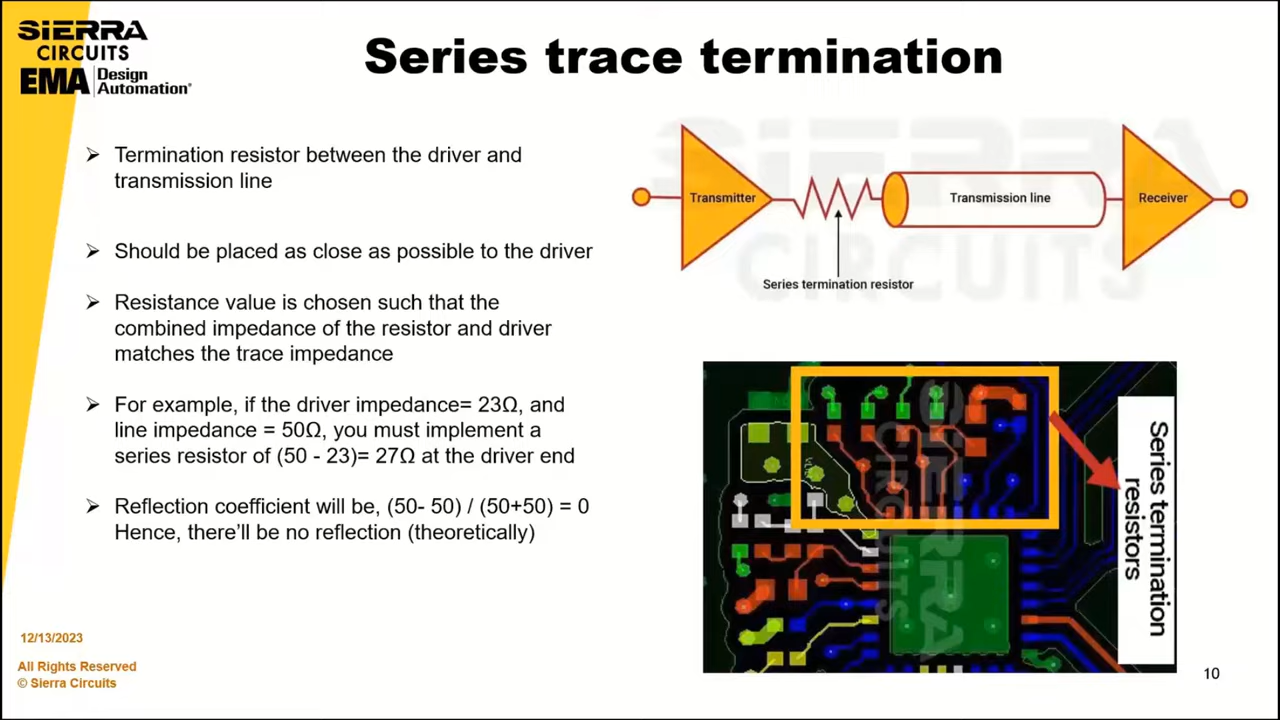 SiERRA
CIRCUITS
EMA Design
Automation®
Series trace termination
➢ Termination resistor between the driver and
transmission line
➢ Should be placed as close as possible to the driver
➢ Resistance value is chosen such that the
combined impedance of the resistor and driver
matches the trace impedance
➢ For example, if the driver impedance= 23Ω, and
line impedance = 50Ω, you must implement a
series resistor of (50 - 23)= 27Ω at the driver end
➢ Reflection coefficient will be, (50- 50) / (50+50) = 0
Hence, there’ll be no reflection (theoretically)
SiERRA
CIRCUITS
Transmitter
Transmission line
Receiver
Series termination resistor
SiERRA
CIRCUITS
Series termination
resistors
12/13/2023
All Rights Reserved
© Sierra Circuits
10